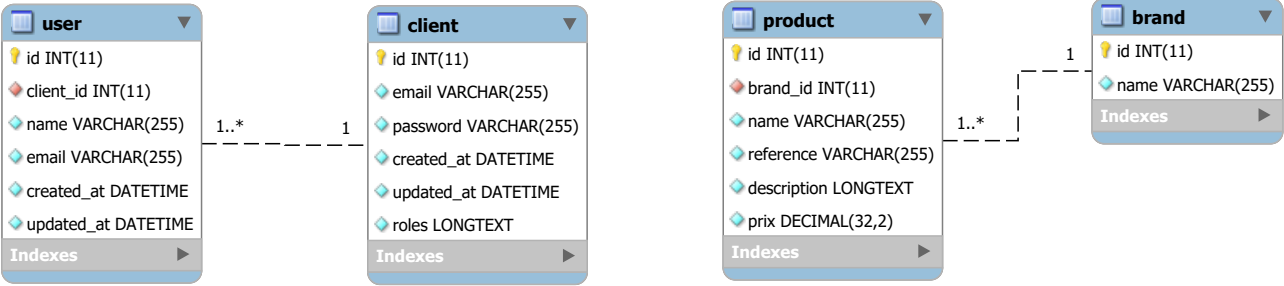 user
id INT(11)
client_id INT(11)
name VARCHAR(255)
email VARCHAR(255)
created_at DATETIME
updated_at DATETIME
Indexes
1..*
1
client
id INT(11)
email VARCHAR(255)
password VARCHAR(255)
created_at DATETIME
updated_at DATETIME
roles LONGTEXT
Indexes
product
id INT(11)
brand_id INT(11)
name VARCHAR(255)
reference VARCHAR(255)
description LONGTEXT
prix DECIMAL(32,2)
Indexes
1..*
1
brand
id INT(11)
name VARCHAR(255)
Indexes